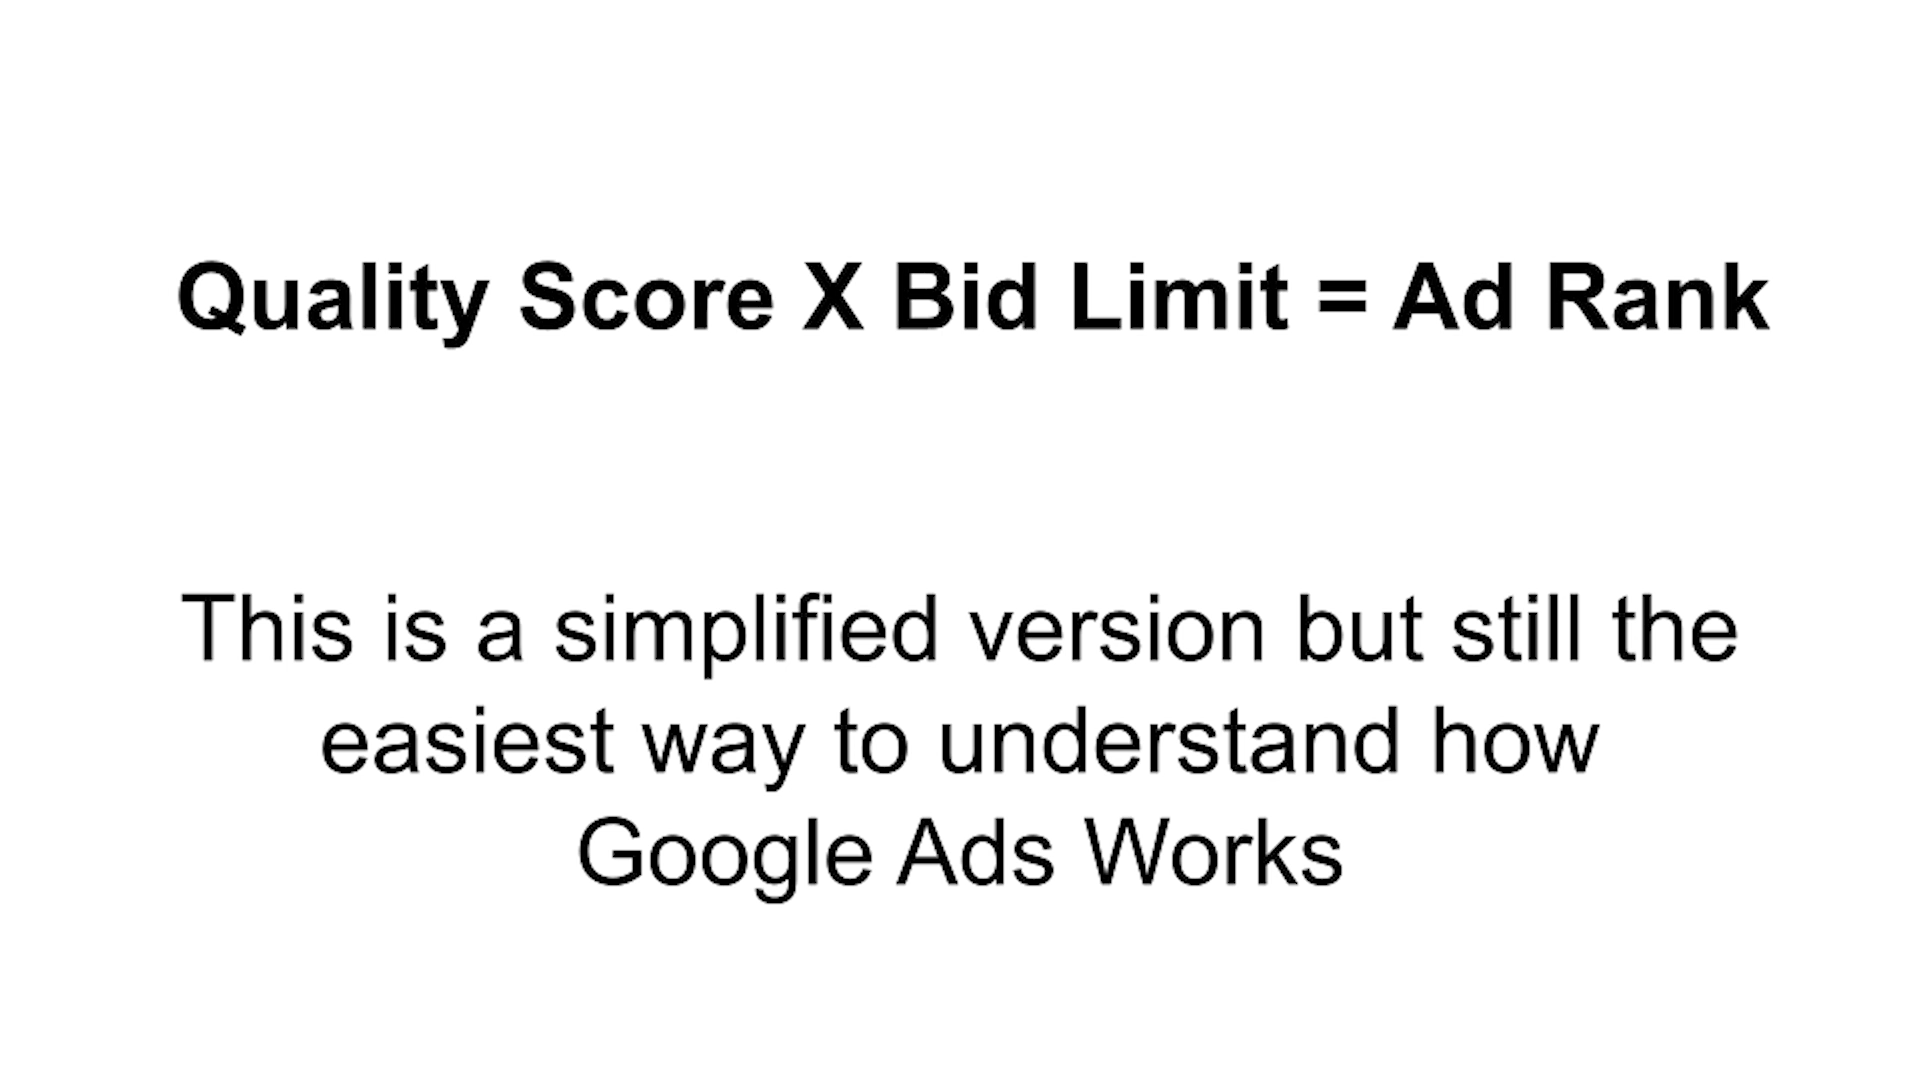 Quality Score X Bid Limit = Ad Rank
This is a simplified version but still the
easiest way to understand how
Google Ads Works